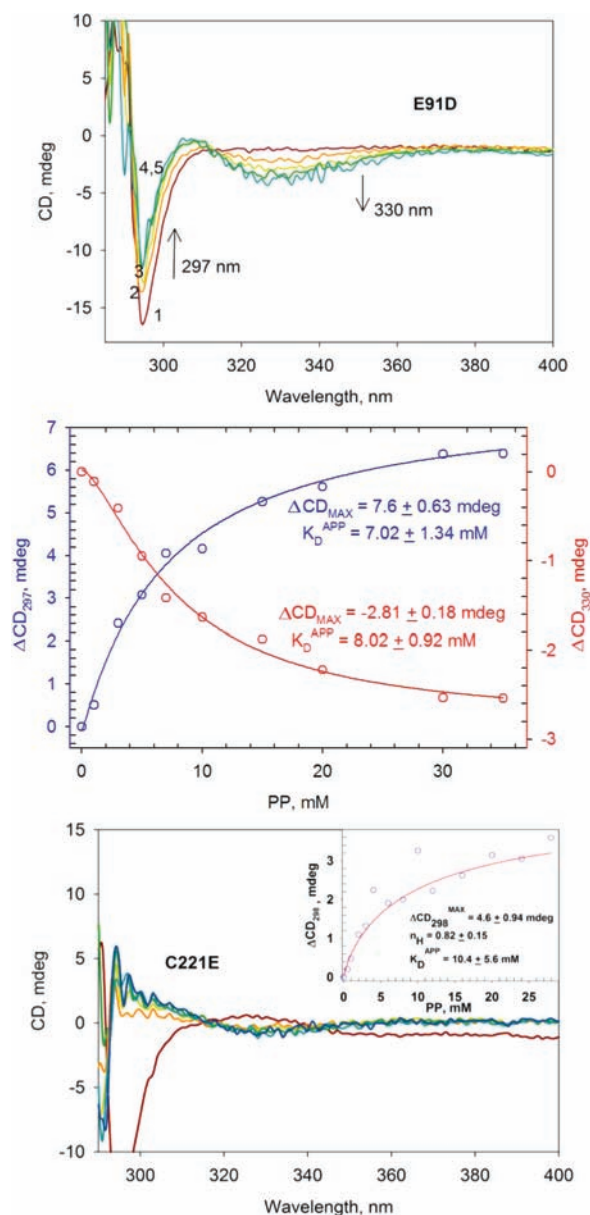 10
5
0
-5
-10
-15
CD, mdeg
E91D
4,5
3
2
1
297 nm
330 nm
300 320 340 360 380 400
Wavelength, nm
7
6
5
4
3
2
1
0
ΔCD297, mdeg
ΔCDMAX = 7.6 ± 0.63 mdeg
KDAPP = 7.02 ± 1.34 mM
ΔCDMAX = -2.81 ± 0.18 mdeg
KDAPP = 8.02 ± 0.92 mM
0
-1
-2
-3
ΔCD330, mdeg
0 10 20 30
PP, mM
15
10
5
0
-5
-10
CD, mdeg
C221E
3
2
1
0
ΔCD298, mdeg
ΔCD298MAX = 4.6 ± 0.94 mdeg
nH = 0.82 ± 0.15
KDAPP = 10.4 ± 5.6 mM
0 5 10 15 20 25
PP, mM
300 320 340 360 380 400
Wavelength, nm